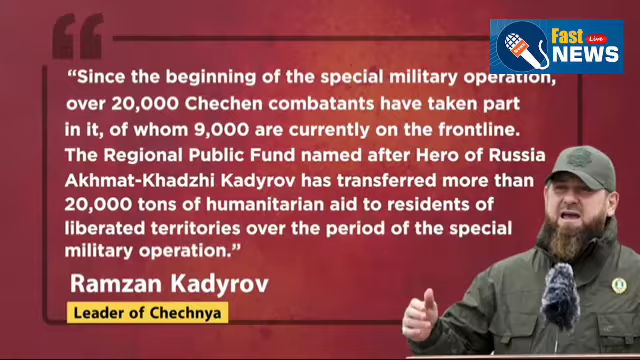 Fast
Live
NEWS
“Since the beginning of the special military operation,
over 20,000 Chechen combatants have taken part
in it, of whom 9,000 are currently on the frontline.
The Regional Public Fund named after Hero of Russia
Akhmat-Khadzhi Kadyrov has transferred more than
20,000 tons of humanitarian aid to residents of
liberated territories over the period of the special
military operation.”
Ramzan Kadyrov
Leader of Chechnya